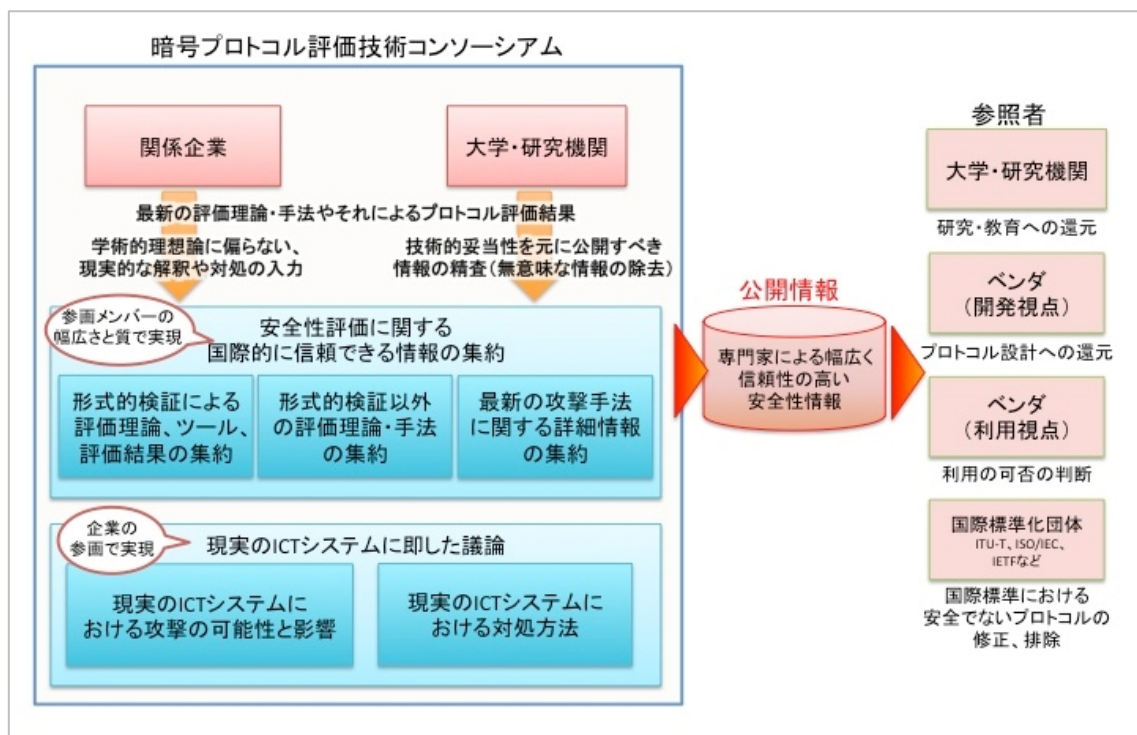 暗号プロトコル評価技術コンソーシアム
関係企業
大学・研究機関
最新の評価理論・手法やそれによるプロトコル評価結果
学術的理想論に偏らない、
現実的な解釈や対処の入力
技術的妥当性を元に公開すべき
情報の精査(無意味な情報の除去)
参画メンバーの
幅広さと質で実現
安全性評価に関する
国際的に信頼できる情報の集約
形式的検証による
評価理論、ツール、
評価結果の集約
形式的検証以外
の評価理論・手法
の集約
最新の攻撃手法
に関する詳細情報
の集約
企業の
参画で実現
現実のICTシステムに即した議論
現実のICTシステムに
おける攻撃の可能性と影響
現実のICTシステムに
おける対処方法
公開情報
専門家による幅広く
信頼性の高い
安全性情報
参照者
大学・研究機関
研究・教育への還元
ベンダ
(開発視点)
プロトコル設計への還元
ベンダ
(利用視点)
利用の可否の判断
国際標準化団体
ITU-T、ISO/IEC、
IETFなど
国際標準における
安全でないプロトコルの
修正、排除